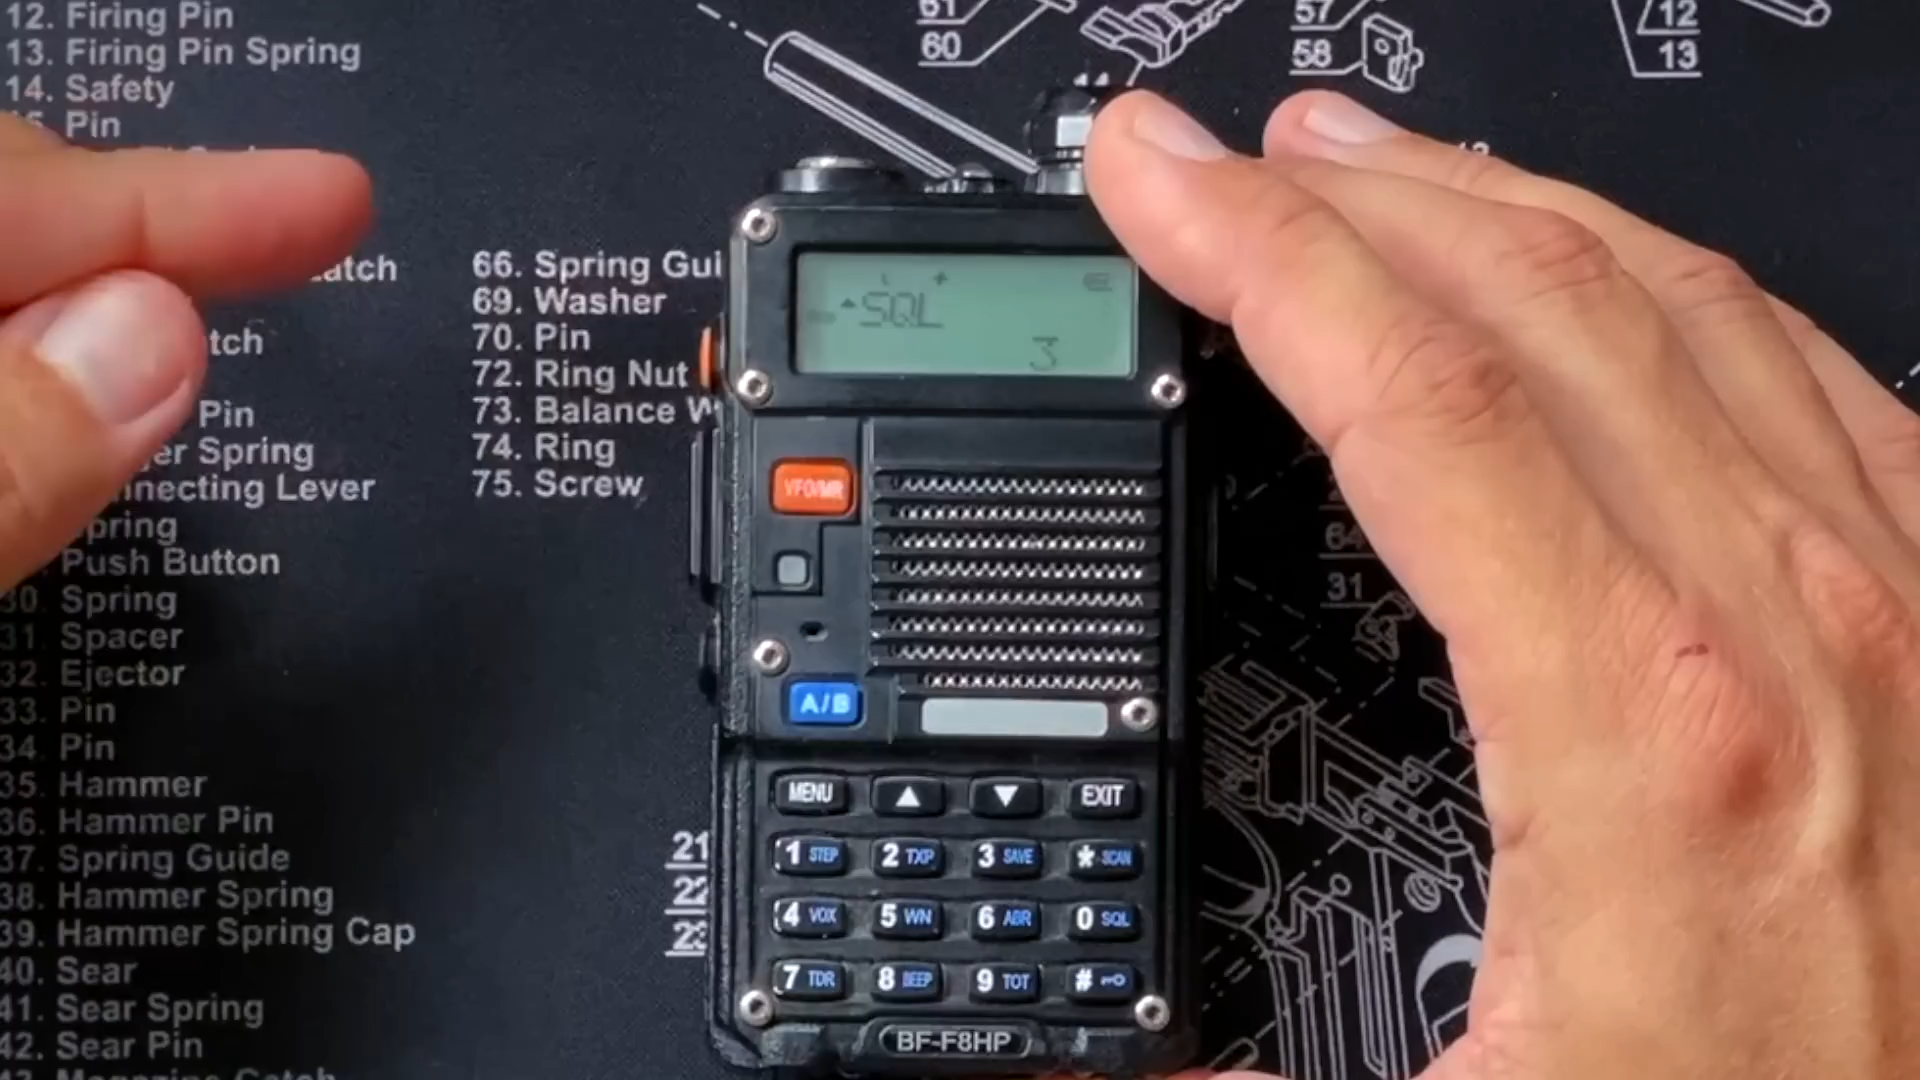 12. Firing Pin
13. Firing Pin Spring
14. Safety
Pin
atch
tch
Pin
er Spring
nnecting Lever
pring
Push Button
30. Spring
31. Spacer
32. Ejector
33. Pin
34. Pin
35. Hammer
36. Hammer Pin
37. Spring Guide
38. Hammer Spring
39. Hammer Spring Cap
40. Sear
41. Sear Spring
42. Sear Pin
66. Spring Gui
69. Washer
70. Pin
72. Ring Nut
73. Balance W
74. Ring
75. Screw
21
22
23
61
60
57
58
12
13
64
31
SQL
3
VFO/MR
A/B
MENU ▲ ▼ EXIT
1 STEP 2 TXP 3 SAVE * SCAN
4 VOX 5 WN 6 ABR 0 SQL
7 TDR 8 BEEP 9 TOT #
BF-F8HP